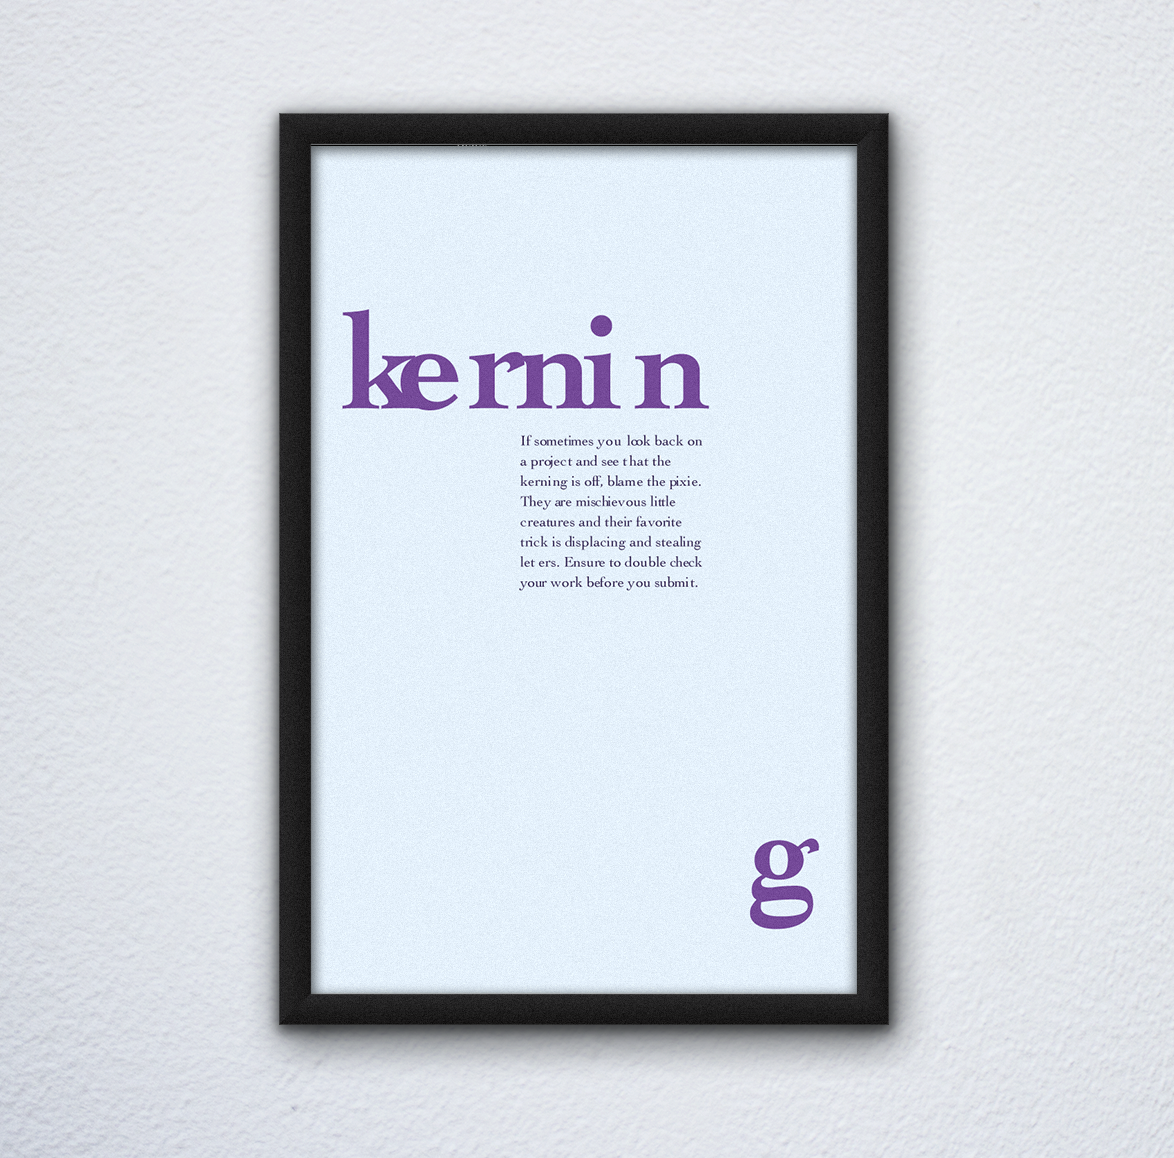 kernin
If sometimes you look back on
a project and see that the
kerning is off, blame the pixie.
They are mischievous little
creatures and their favorite
trick is displacing and stealing
let ers. Ensure to double check
your work before you submit.
g